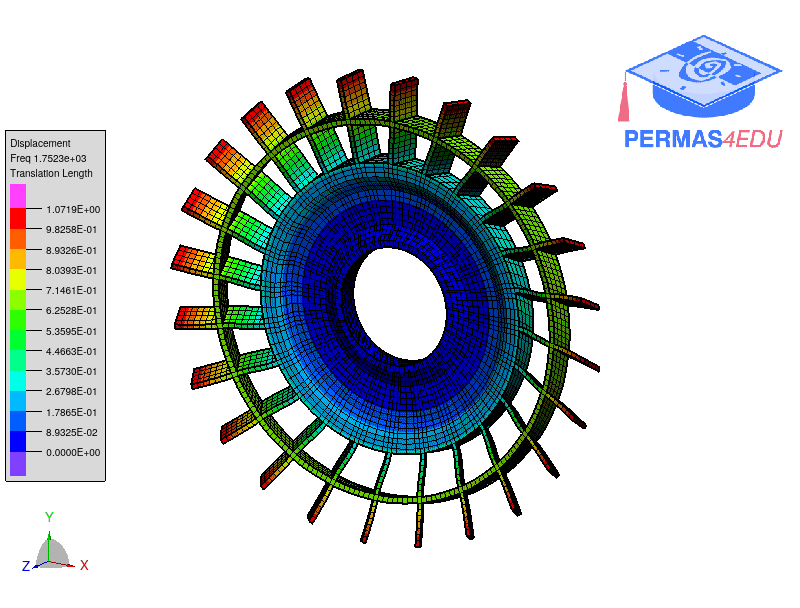 Displacement
Freq 1.7523e+03
Translation Length
1.0719E+00
9.8258E-01
8.9326E-01
8.0393E-01
7.1461E-01
6.2528E-01
5.3595E-01
4.4663E-01
3.5730E-01
2.6798E-01
1.7865E-01
8.9325E-02
0.0000E+00
PERMAS4EDU
Y
Z
X